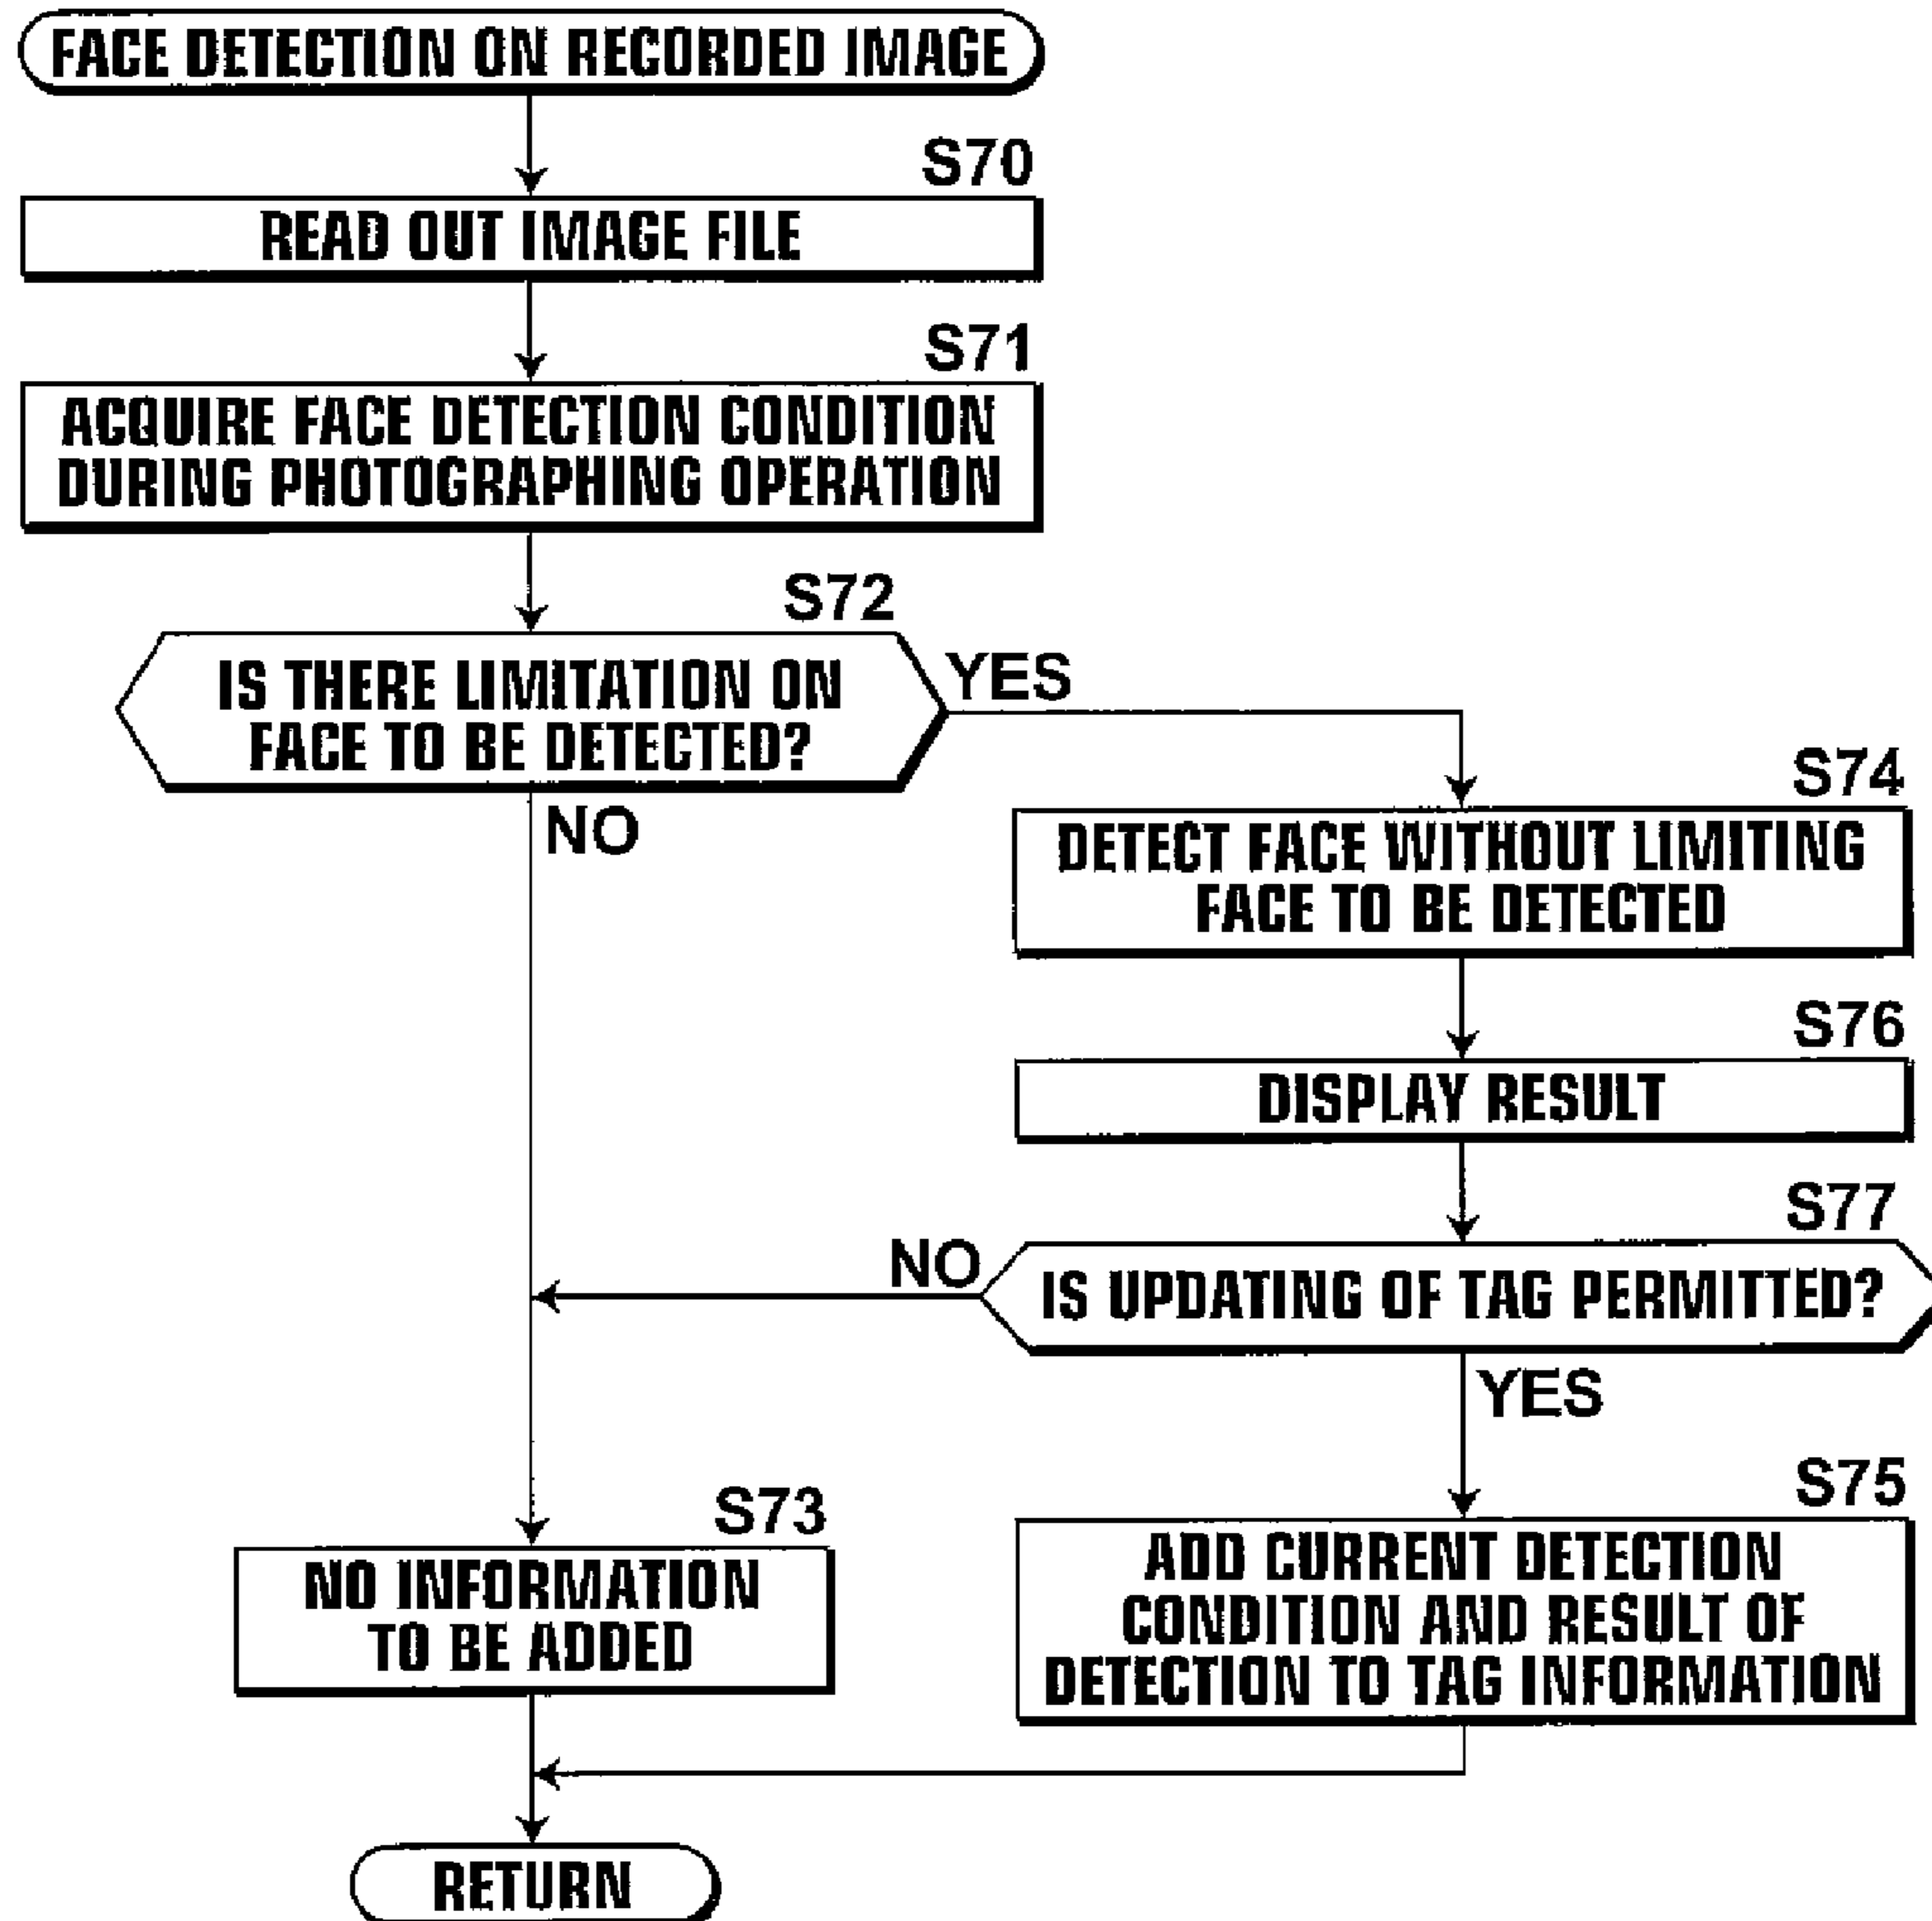 FACE DETECTION ON RECORDED IMAGE
S70
READ OUT IMAGE FILE
S71
ACQUIRE FACE DETECTION CONDITION
DURING PHOTOGRAPHING OPERATION
S72
IS THERE LIMITATION ON
FACE TO BE DETECTED?
YES
NO
S74
DETECT FACE WITHOUT LIMITING
FACE TO BE DETECTED
S76
DISPLAY RESULT
S77
IS UPDATING OF TAG PERMITTED?
NO
YES
S73
NO INFORMATION
TO BE ADDED
S75
ADD CURRENT DETECTION
CONDITION AND RESULT OF
DETECTION TO TAG INFORMATION
RETURN